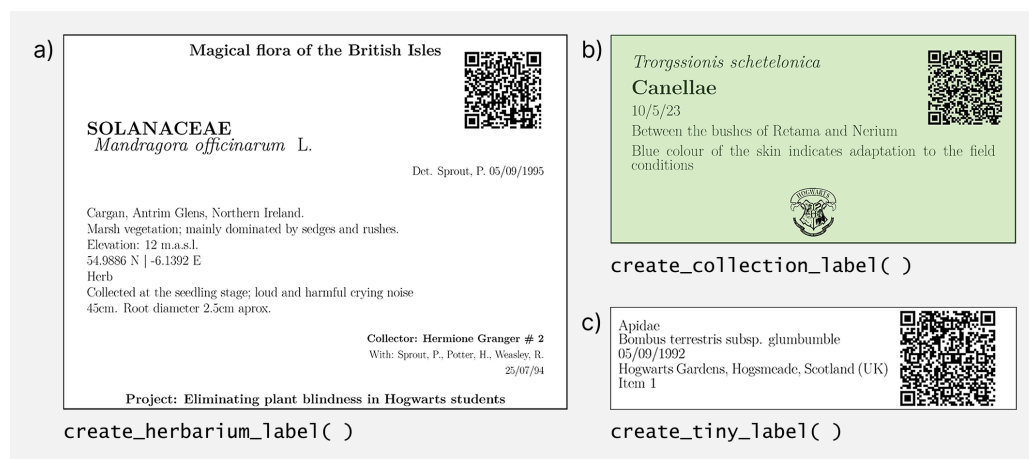 a)
Magical flora of the British Isles
SOLANACEAE
Mandragora officinarum L.
Det. Sprout, P. 05/09/1995
Cargan, Antrim Glens, Northern Ireland.
Marsh vegetation; mainly dominated by sedges and rushes.
Elevation: 12 m.a.s.l.
54.9886 N | -6.1392 E
Herb
Collected at the seedling stage; loud and harmful crying noise
45cm. Root diameter 2.5cm aprox.
Collector: Hermione Granger # 2
With: Sprout, P., Potter, H., Weasley, R.
25/07/94
Project: Eliminating plant blindness in Hogwarts students
create_herbarium_label( )
b)
Trorgssionis schetelonica
Canellae
10/5/23
Between the bushes of Retama and Nerium
Blue colour of the skin indicates adaptation to the field
conditions
HOGWARTS
create_collection_label( )
c)
Apidae
Bombus terrestris subsp. glumbumble
05/09/1992
Hogwarts Gardens, Hogsmeade, Scotland (UK)
Item 1
create_tiny_label( )